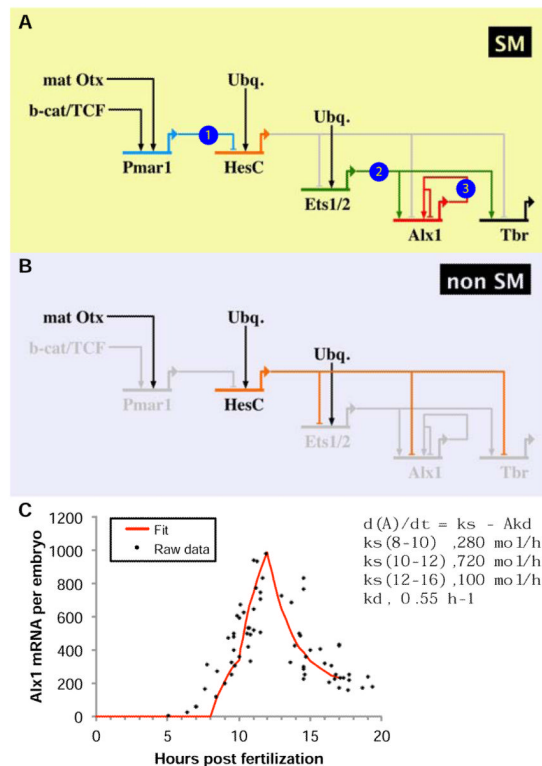 A
SM
mat Otx
Ubq.
b-cat/TCF
Ubq.
1
Pmar1
HesC
2
3
Ets1/2
Alx1
Tbr
B
non SM
mat Otx
Ubq.
b-cat/TCF
Ubq.
Pmar1
HesC
Ets1/2
Alx1
Tbr
C
1200
1000
800
600
400
200
0
Alx1 mRNA per embryo
Fit
Raw data
d(A)/dt = ks - Akd
ks(8-10) ,280 mol/h
ks(10-12) ,720 mol/h
ks(12-16) ,100 mol/h
kd, 0.55 h-1
0 5 10 15 20
Hours post fertilization